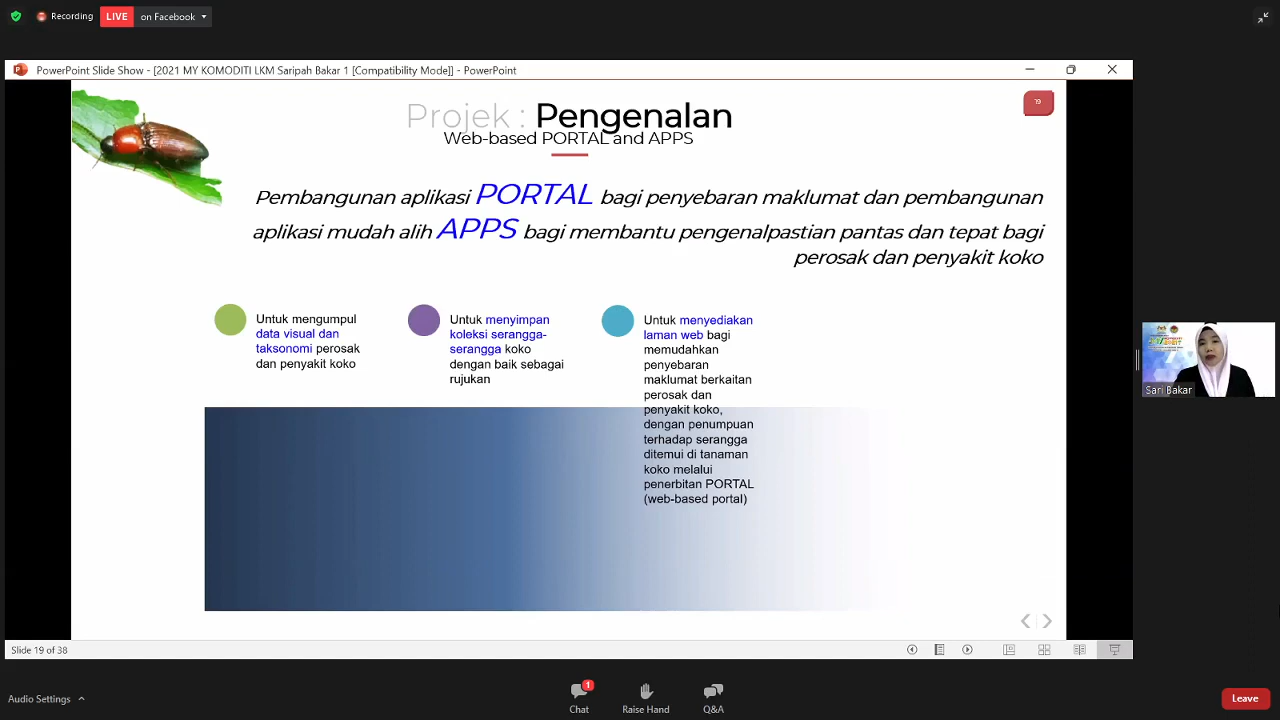 Recording
LIVE
on Facebook
PowerPoint Slide Show - [2021 MY KOMODITI LKM Saripah Bakar 1 [Compatibility Mode]] - PowerPoint
19
Projek : Pengenalan
Web-based PORTAL and APPS
Pembangunan aplikasi PORTAL bagi penyebaran maklumat dan pembangunan
aplikasi mudah alih APPS bagi membantu pengenalpastian pantas dan tepat bagi
perosak dan penyakit koko
Untuk mengumpul
data visual dan
taksonomi perosak
dan penyakit koko
Untuk menyimpan
koleksi serangga-
serangga koko
dengan baik sebagai
rujukan
Untuk menyediakan
laman web bagi
memudahkan
penyebaran
maklumat berkaitan
perosak dan
penyakit koko,
dengan penumpuan
terhadap serangga
ditemui di tanaman
koko melalui
penerbitan PORTAL
(web-based portal)
Sari Bakar
Slide 19 of 38
Audio Settings
1
Chat
Raise Hand
Q&A
Leave